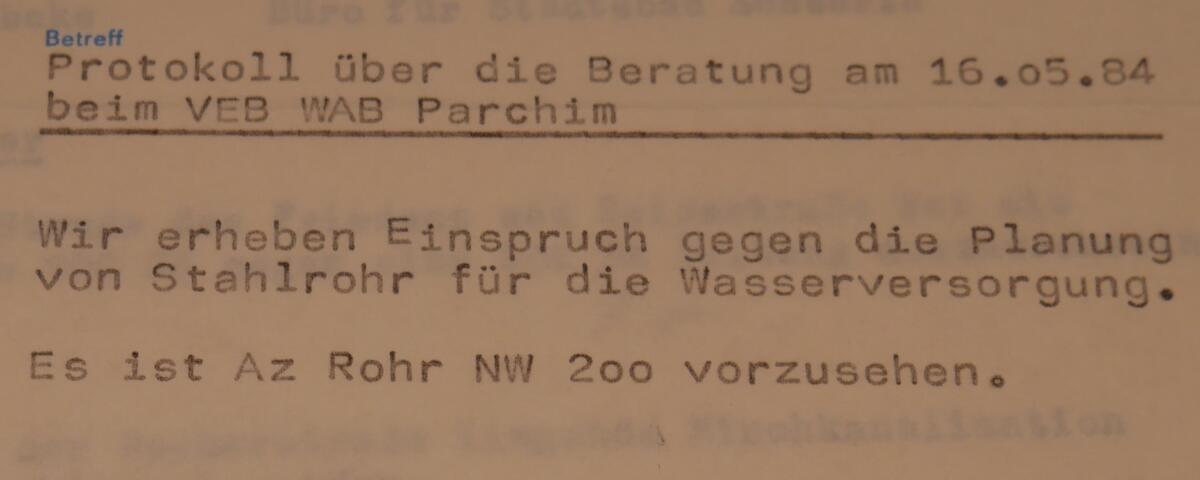 Betreff
Protokoll über die Beratung am 16.o5.84
beim VEB WAB Parchim
Wir erheben Einspruch gegen die Planung
von Stahlrohr für die Wasserversorgung.
Es ist Az Rohr NW 2oo vorzusehen.